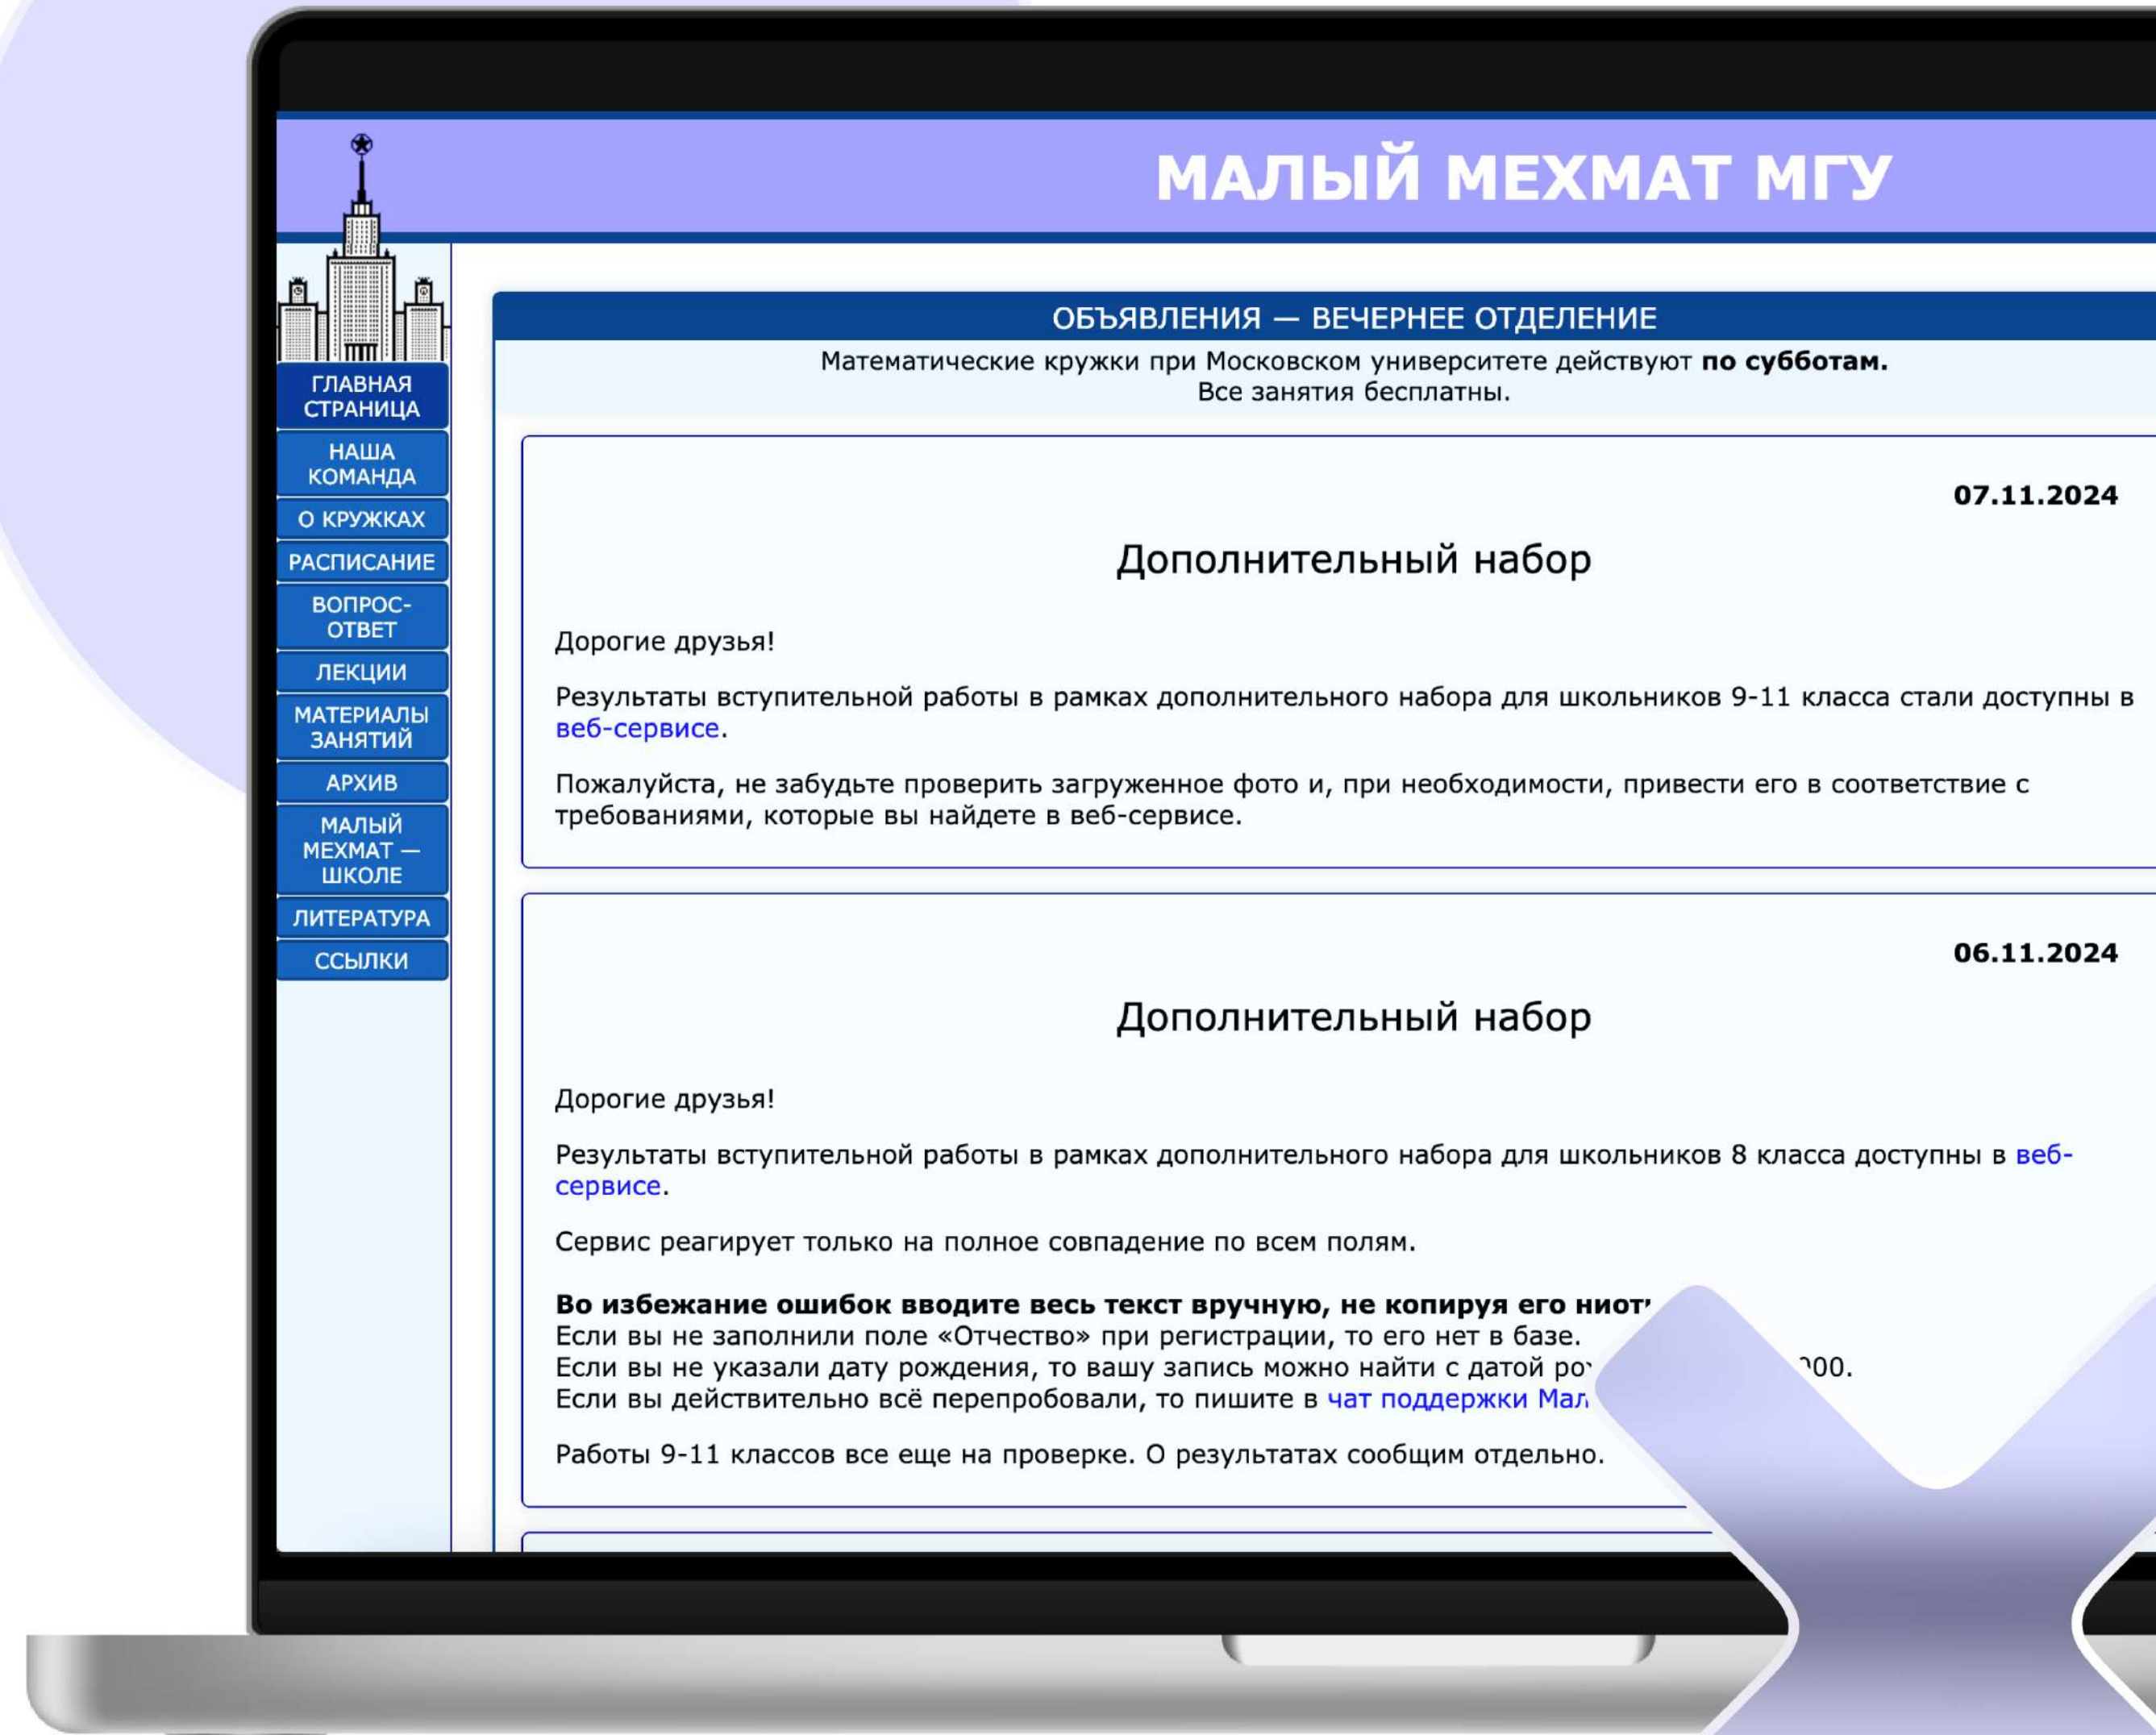 МАЛЫЙ МЕХМАТ МГУ
ГЛАВНАЯ
СТРАНИЦА
НАША
КОМАНДА
О КРУЖКАХ
РАСПИСАНИЕ
ВОПРОС-
ОТВЕТ
ЛЕКЦИИ
МАТЕРИАЛЫ
ЗАНЯТИЙ
АРХИВ
МАЛЫЙ
МЕХМАТ —
ШКОЛЕ
ЛИТЕРАТУРА
ССЫЛКИ
ОБЪЯВЛЕНИЯ — ВЕЧЕРНЕЕ ОТДЕЛЕНИЕ
Математические кружки при Московском университете действуют по субботам.
Все занятия бесплатны.
07.11.2024
Дополнительный набор
Дорогие друзья!
Результаты вступительной работы в рамках дополнительного набора для школьников 9-11 класса стали доступны в
веб-сервисе.
Пожалуйста, не забудьте проверить загруженное фото и, при необходимости, привести его в соответствие с
требованиями, которые вы найдете в веб-сервисе.
06.11.2024
Дополнительный набор
Дорогие друзья!
Результаты вступительной работы в рамках дополнительного набора для школьников 8 класса доступны в веб-
сервисе.
Сервис реагирует только на полное совпадение по всем полям.
Во избежание ошибок вводите весь текст вручную, не копируя его
Если вы не заполнили поле «Отчество» при регистрации, то его нет в базе.
Если вы не указали дату рождения, то вашу запись можно найти с датой
Если вы действительно всё перепробовали, то пишите в чат поддержки
Работы 9-11 классов все еще на проверке. О результатах сообщим отдельно.